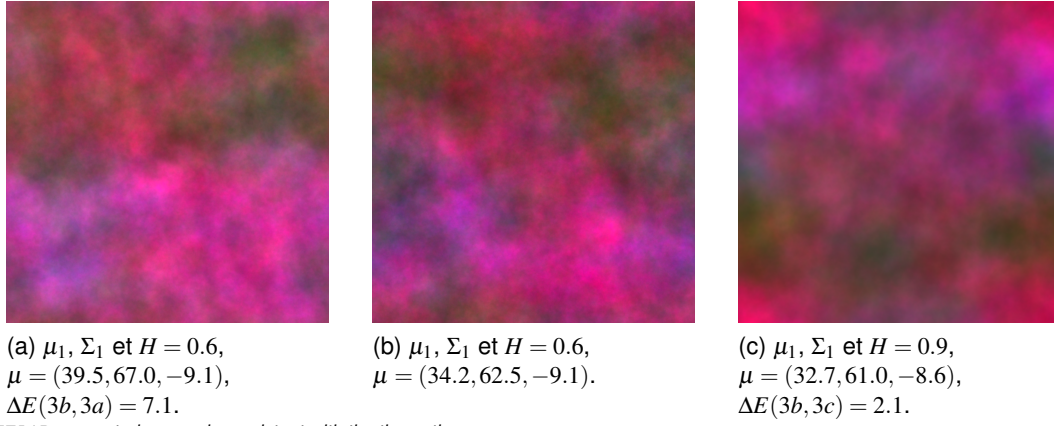 (a) μ₁, Σ₁ et H = 0.6,
μ = (39.5, 67.0, −9.1),
ΔE(3b, 3a) = 7.1.
(b) μ₁, Σ₁ et H = 0.6,
μ = (34.2, 62.5, −9.1).
(c) μ₁, Σ₁ et H = 0.9,
μ = (32.7, 61.0, −8.6),
ΔE(3b, 3c) = 2.1.